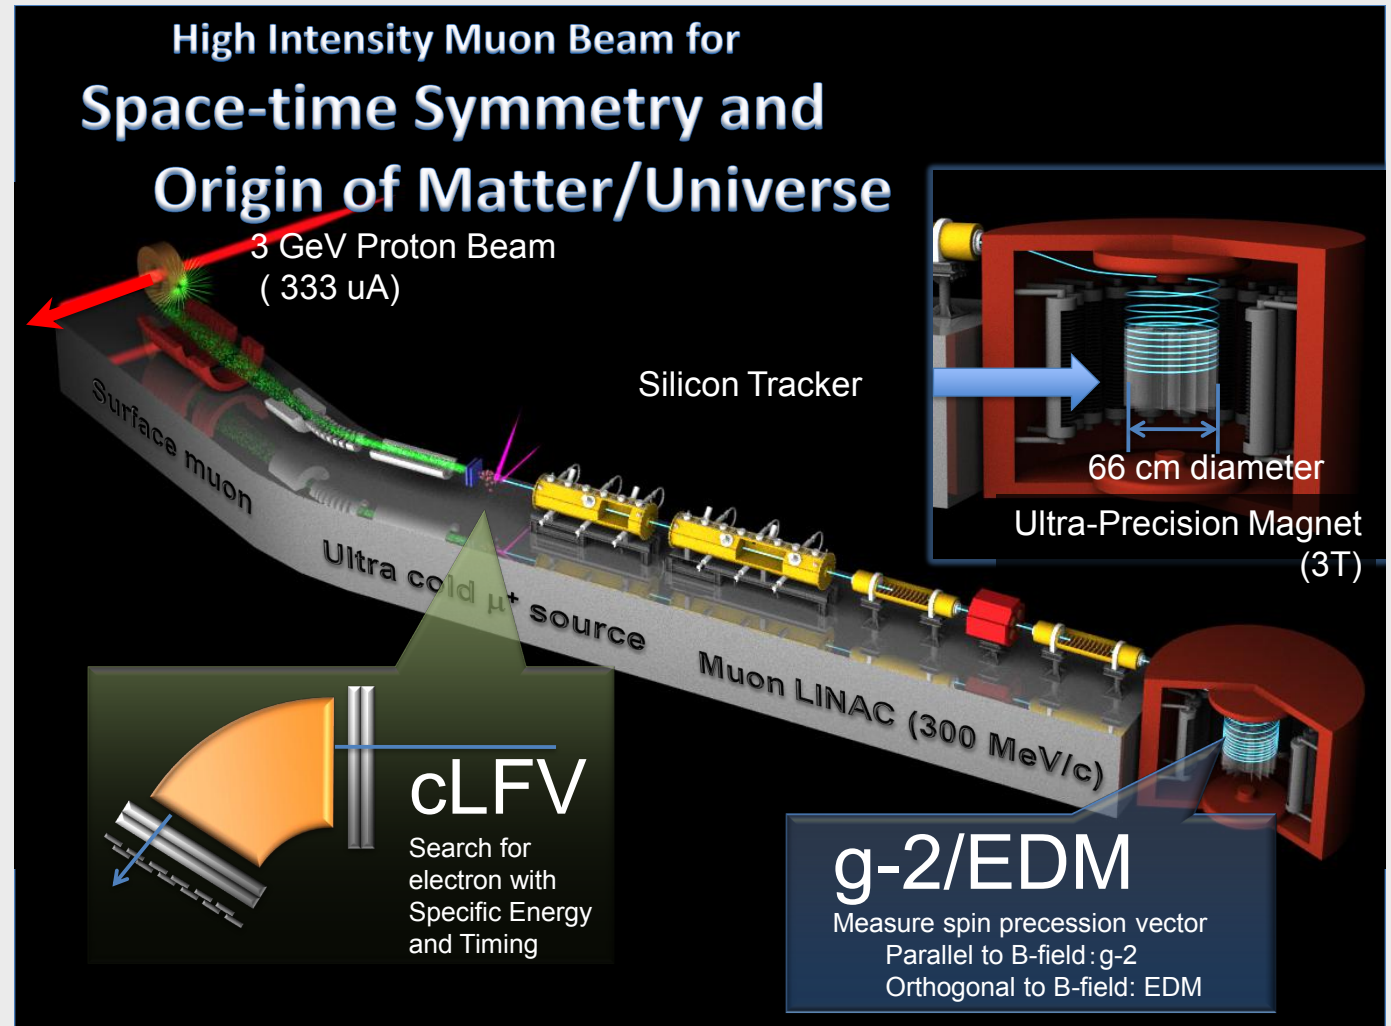 High Intensity Muon Beam for
Space-time Symmetry and
Origin of Matter/Universe
3 GeV Proton Beam
( 333 uA)
Silicon Tracker
66 cm diameter
Ultra-Precision Magnet
(3T)
Surface muon
Ultra cold μ⁺ source
Muon LINAC (300 MeV/c)
cLFV
Search for
electron with
Specific Energy
and Timing
g-2/EDM
Measure spin precession vector
Parallel to B-field:g-2
Orthogonal to B-field: EDM